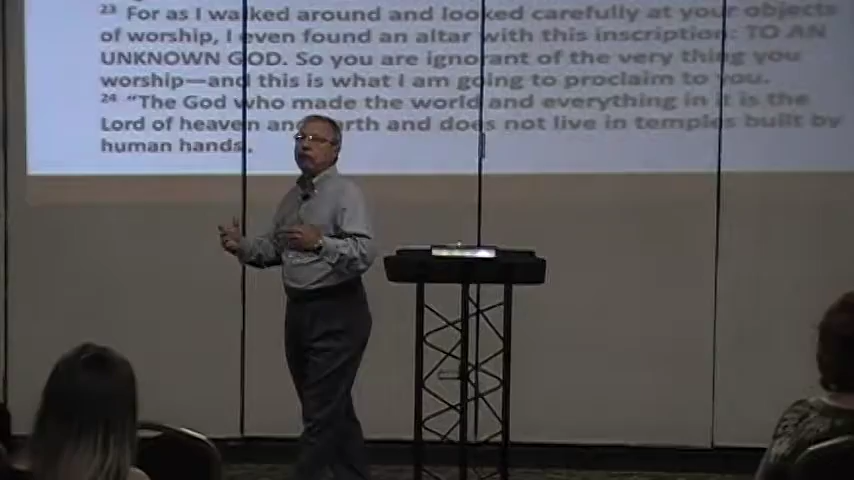 ²³ For as I walked around and looked carefully at your objects
of worship, I even found an altar with this inscription: TO AN
UNKNOWN GOD. So you are ignorant of the very thing you
worship—and this is what I am going to proclaim to you.
²⁴ “The God who made the world and everything in it is the
Lord of heaven and earth and does not live in temples built by
human hands.